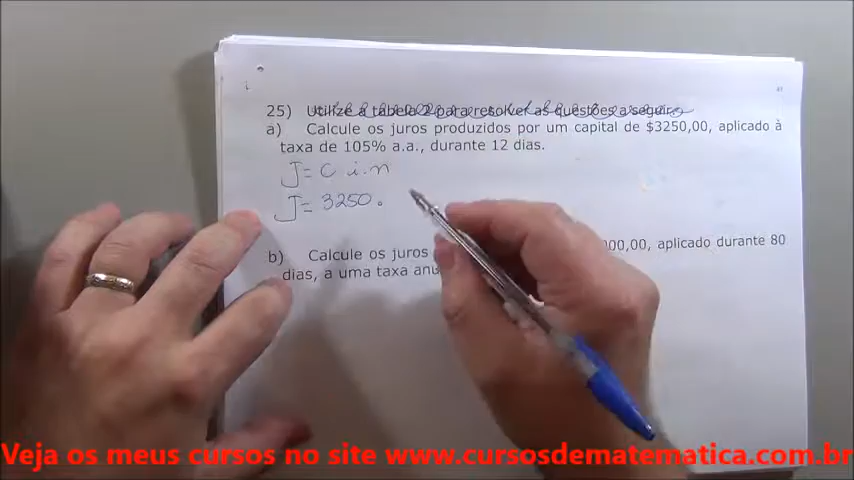 25) Utilize a tabela 2 para resolver as questões a seguir.
a) Calcule os juros produzidos por um capital de $3250,00, aplicado à
taxa de 105% a.a., durante 12 dias.
J = C i . n
J = 3250 .
b) Calcule os juros 000,00, aplicado durante 80
dias, a uma taxa anu
Veja os meus cursos no site www.cursosdematematica.com.br